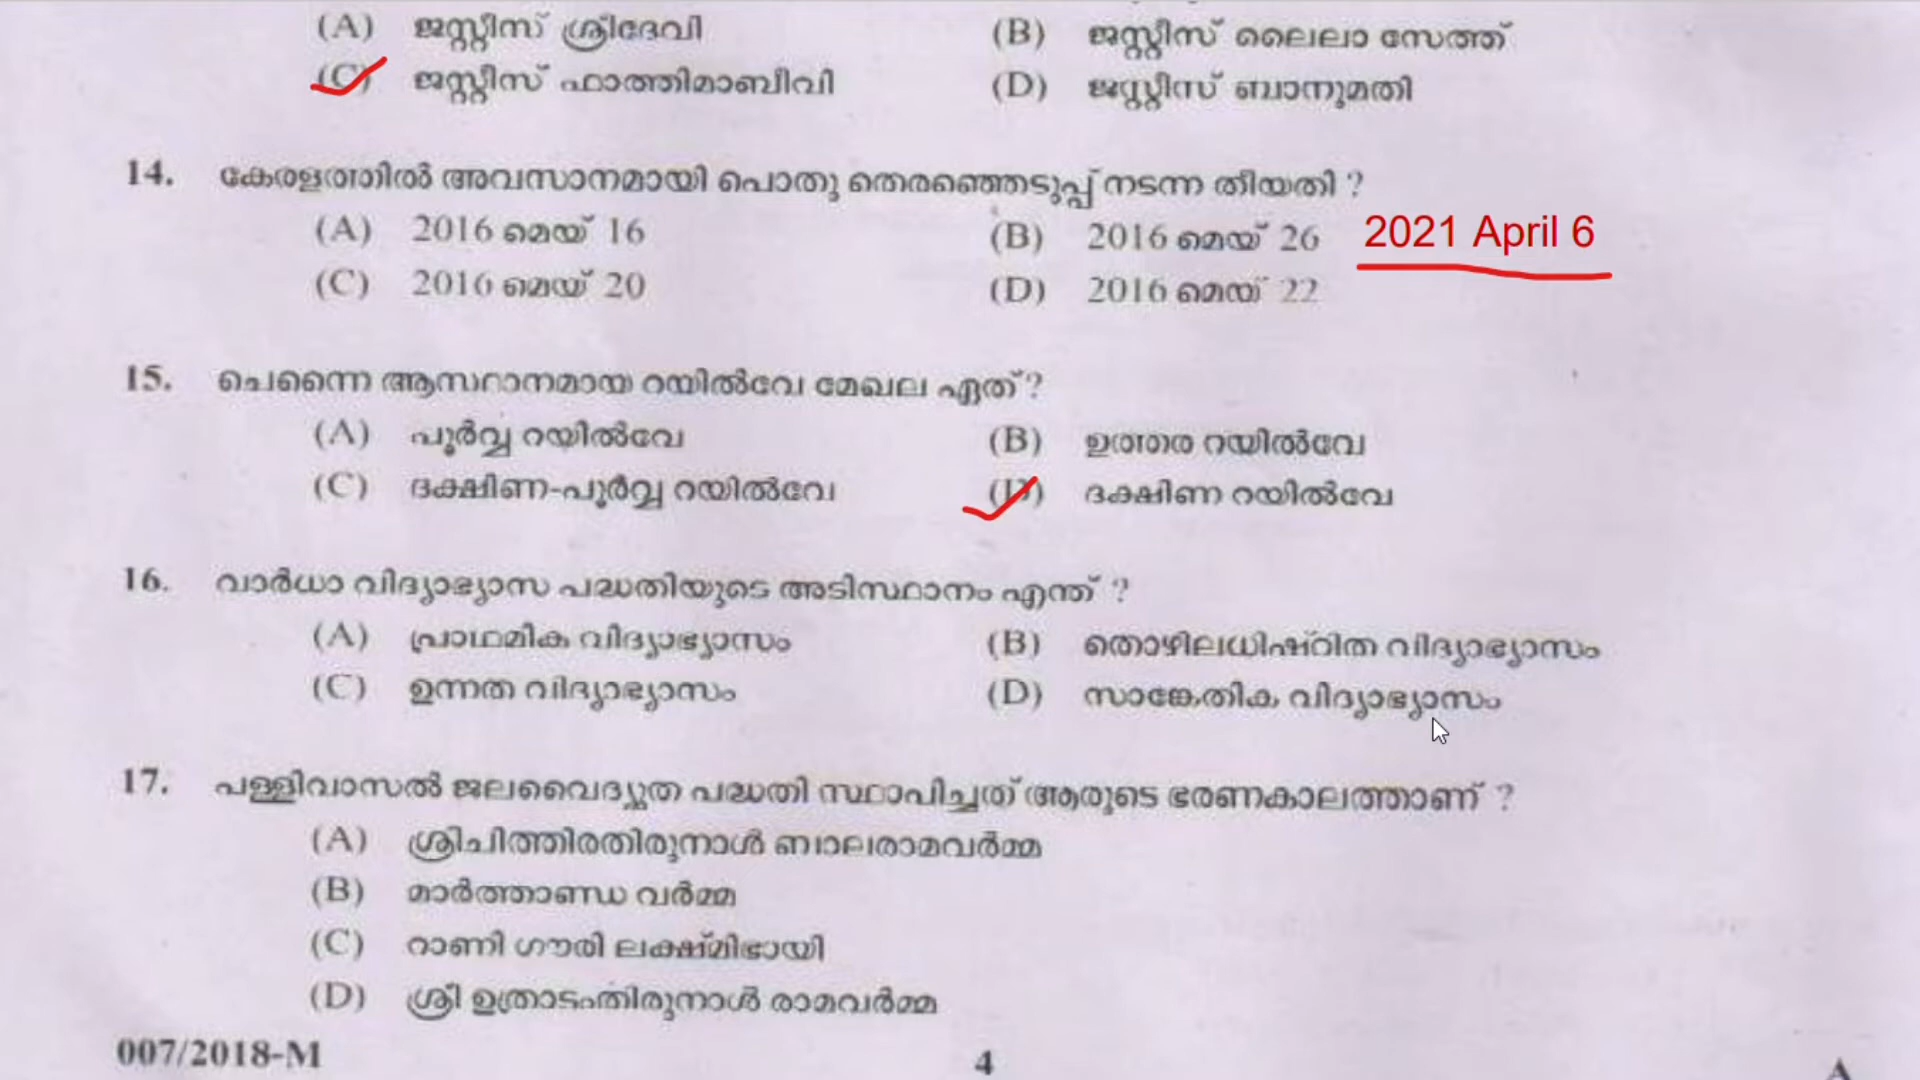 (A) ജസ്റ്റീസ് ശ്രീദേവി (B) ജസ്റ്റീസ് ലൈലാ സേത്ത്
(C) ജസ്റ്റീസ് ഫാത്തിമാബീവി (D) ജസ്റ്റീസ് ബാനുമതി
14. കേരളത്തിൽ അവസാനമായി പൊതു തെരഞ്ഞെടുപ്പ് നടന്ന തീയതി ?
(A) 2016 മെയ് 16 (B) 2016 മെയ് 26 2021 April 6
(C) 2016 മെയ് 20 (D) 2016 മെയ് 22
15. ചെന്നൈ ആസ്ഥാനമായ റയിൽവേ മേഖല ഏത് ?
(A) പൂർവ്വ റയിൽവേ (B) ഉത്തര റയിൽവേ
(C) ദക്ഷിണ-പൂർവ്വ റയിൽവേ (D) ദക്ഷിണ റയിൽവേ
16. വാർധാ വിദ്യാഭ്യാസ പദ്ധതിയുടെ അടിസ്ഥാനം എന്ത് ?
(A) പ്രാഥമിക വിദ്യാഭ്യാസം (B) തൊഴിലധിഷ്ഠിത വിദ്യാഭ്യാസം
(C) ഉന്നത വിദ്യാഭ്യാസം (D) സാങ്കേതിക വിദ്യാഭ്യാസം
17. പള്ളിവാസൽ ജലവൈദ്യുത പദ്ധതി സ്ഥാപിച്ചത് ആരുടെ ഭരണകാലത്താണ് ?
(A) ശ്രീചിത്തിരതിരുനാൾ ബാലരാമവർമ്മ
(B) മാർത്താണ്ഡ വർമ്മ
(C) റാണി ഗൗരി ലക്ഷ്മിഭായി
(D) ശ്രീ ഉത്രാടംതിരുനാൾ രാമവർമ്മ
007/2018-M 4 A